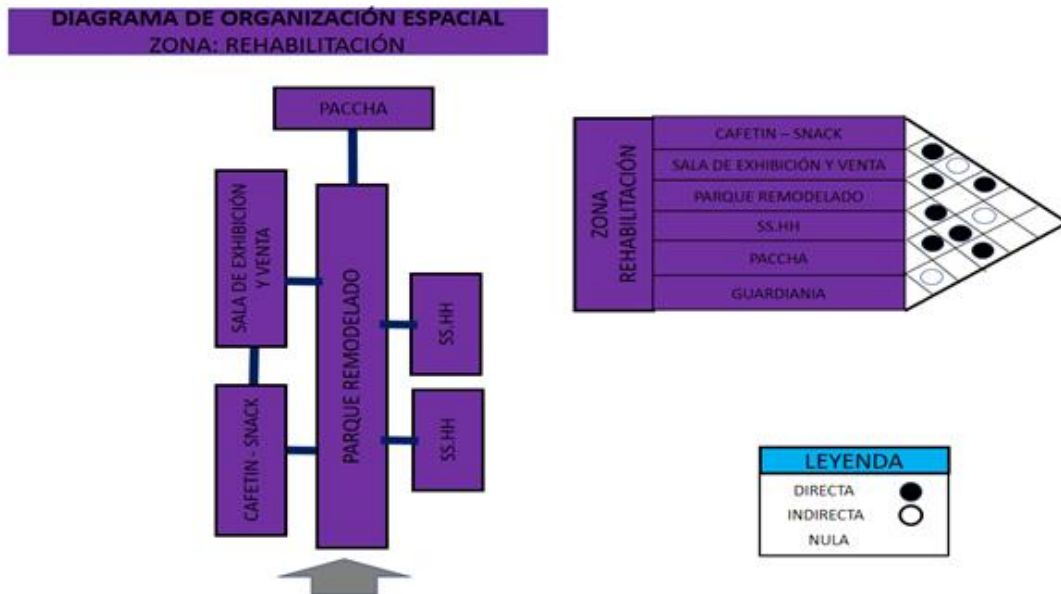 DIAGRAMA DE ORGANIZACIÓN ESPACIAL
ZONA: REHABILITACIÓN
PACCHA
SALA DE EXHIBICIÓN
Y VENTA
PARQUE REMODELADO
SS.HH
CAFETIN - SNACK
SS.HH
ZONA
REHABILITACIÓN
CAFETIN – SNACK
SALA DE EXHIBICIÓN Y VENTA
PARQUE REMODELADO
SS.HH
PACCHA
GUARDIANIA
LEYENDA
DIRECTA
INDIRECTA
NULA